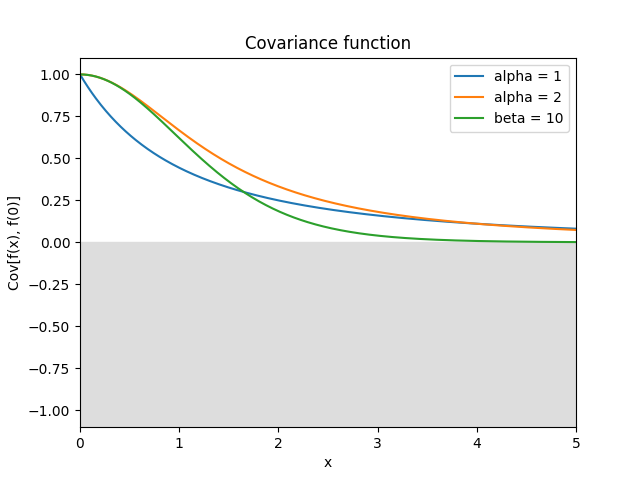 Covariance function
alpha = 1
alpha = 2
beta = 10
Cov[f(x), f(0)]
1.00
0.75
0.50
0.25
0.00
−0.25
−0.50
−0.75
−1.00
0 1 2 3 4 5
x